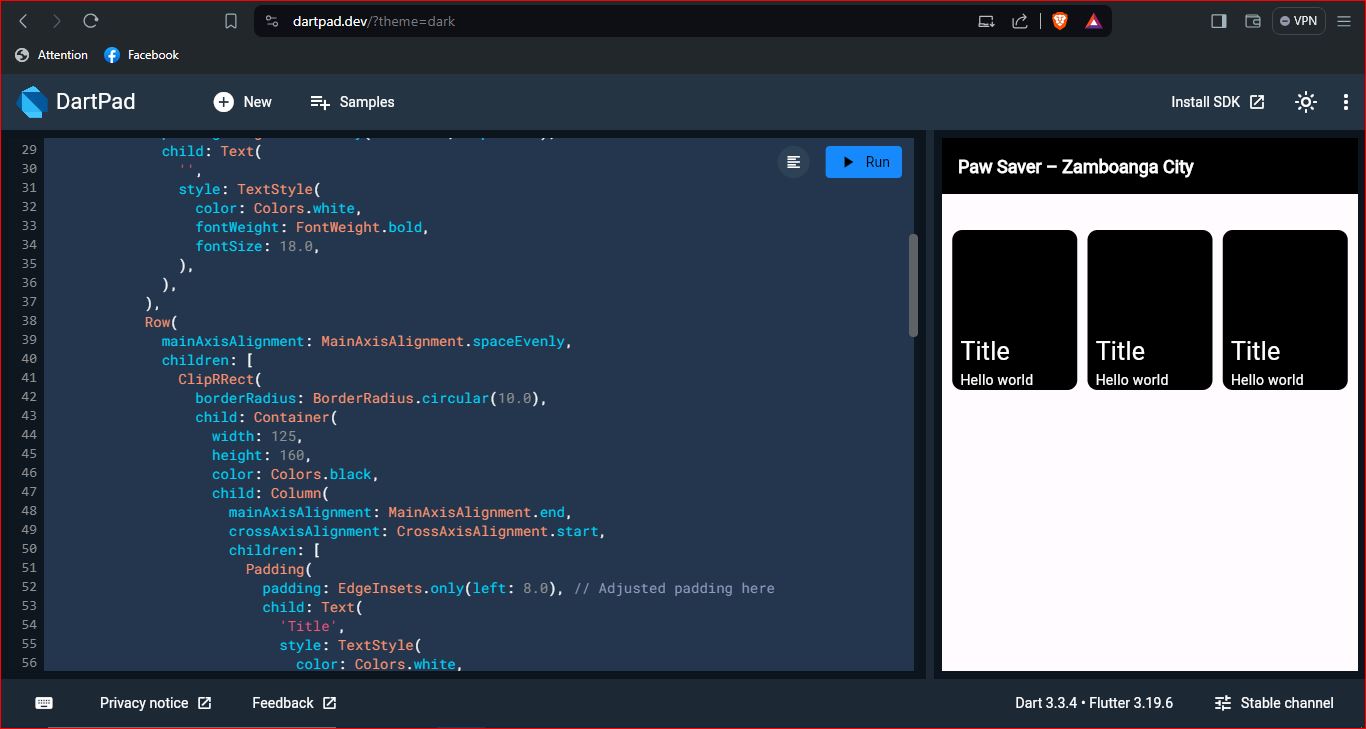 dartpad.dev/?theme=dark
VPN
Attention
Facebook
DartPad
New
Samples
Install SDK
29 child: Text(
30 '',
31 style: TextStyle(
32 color: Colors.white,
33 fontWeight: FontWeight.bold,
34 fontSize: 18.0,
35 ),
36 ),
37 ),
38 Row(
39 mainAxisAlignment: MainAxisAlignment.spaceEvenly,
40 children: [
41 ClipRRect(
42 borderRadius: BorderRadius.circular(10.0),
43 child: Container(
44 width: 125,
45 height: 160,
46 color: Colors.black,
47 child: Column(
48 mainAxisAlignment: MainAxisAlignment.end,
49 crossAxisAlignment: CrossAxisAlignment.start,
50 children: [
51 Padding(
52 padding: EdgeInsets.only(left: 8.0), // Adjusted padding here
53 child: Text(
54 'Title',
55 style: TextStyle(
56 color: Colors.white,
Run
Paw Saver – Zamboanga City
Title Title Title
Hello world Hello world Hello world
Privacy notice
Feedback
Dart 3.3.4 • Flutter 3.19.6
Stable channel